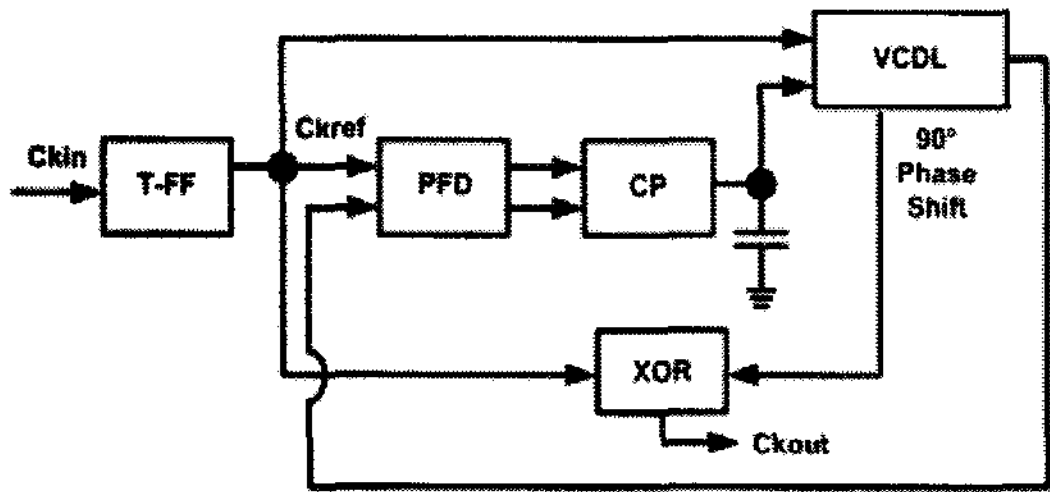 VCDL
Ckref
Ckin
T-FF
PFD
CP
90°
Phase
Shift
XOR
Ckout